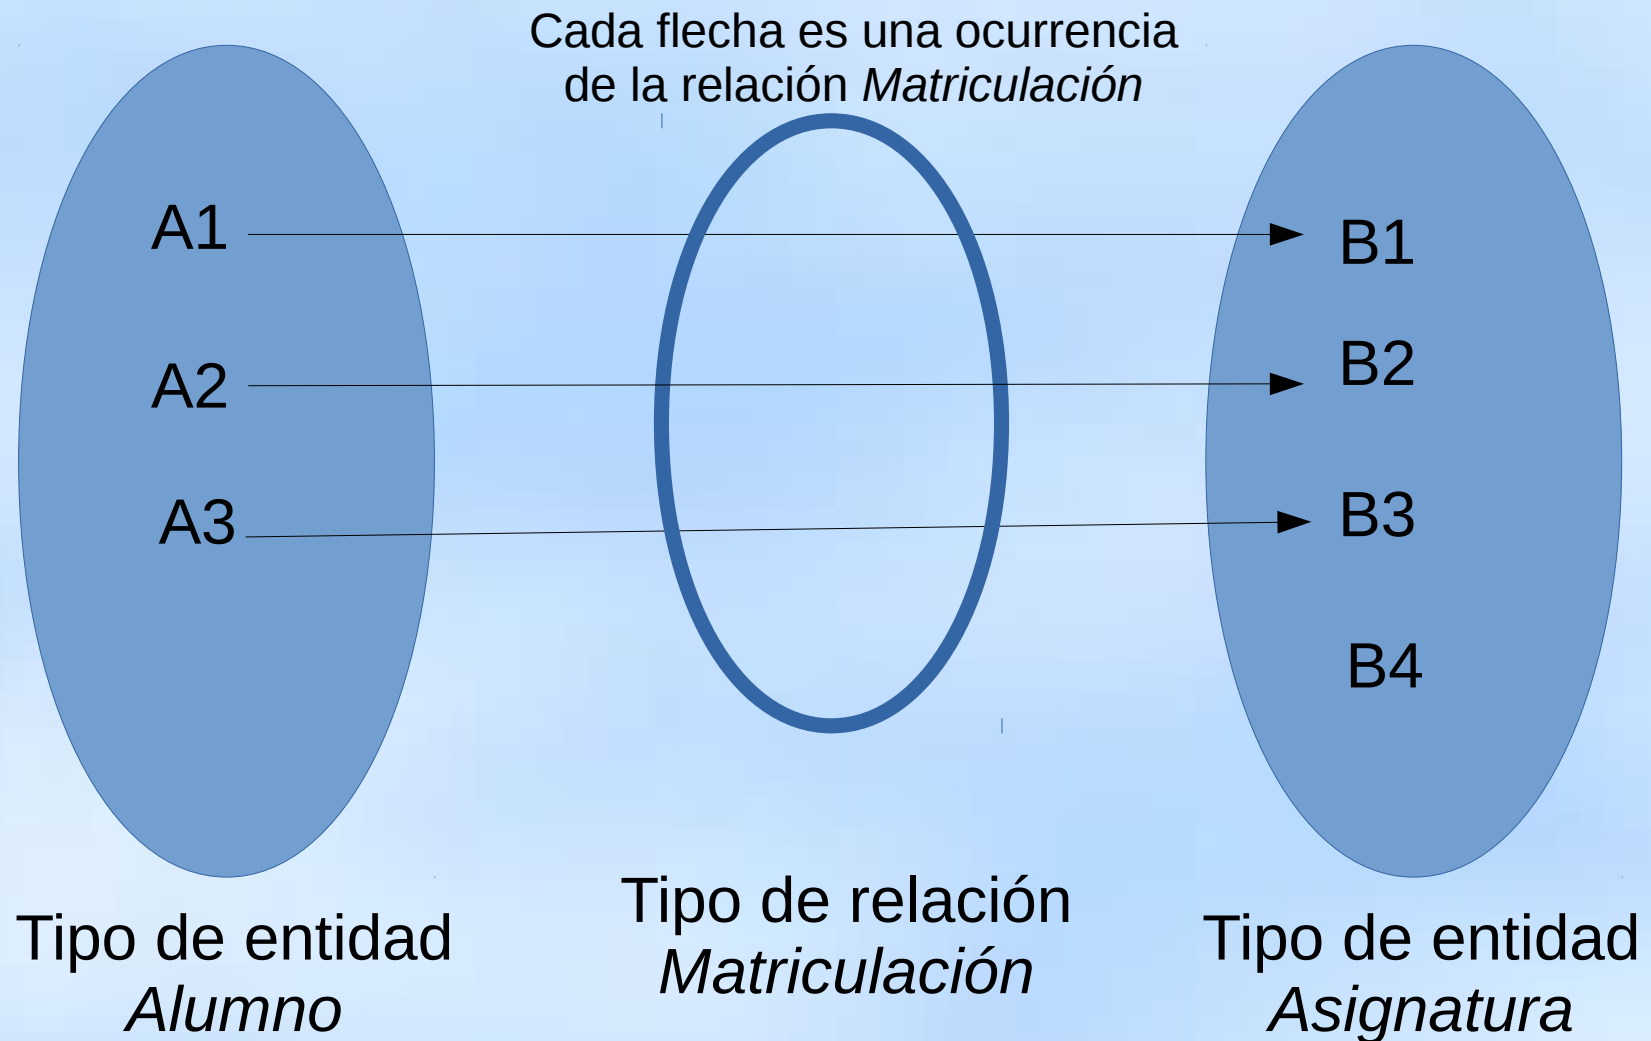 Cada flecha es una ocurrencia
de la relación Matriculación
A1
B1
A2
B2
A3
B3
B4
Tipo de entidad
Alumno
Tipo de relación
Matriculación
Tipo de entidad
Asignatura